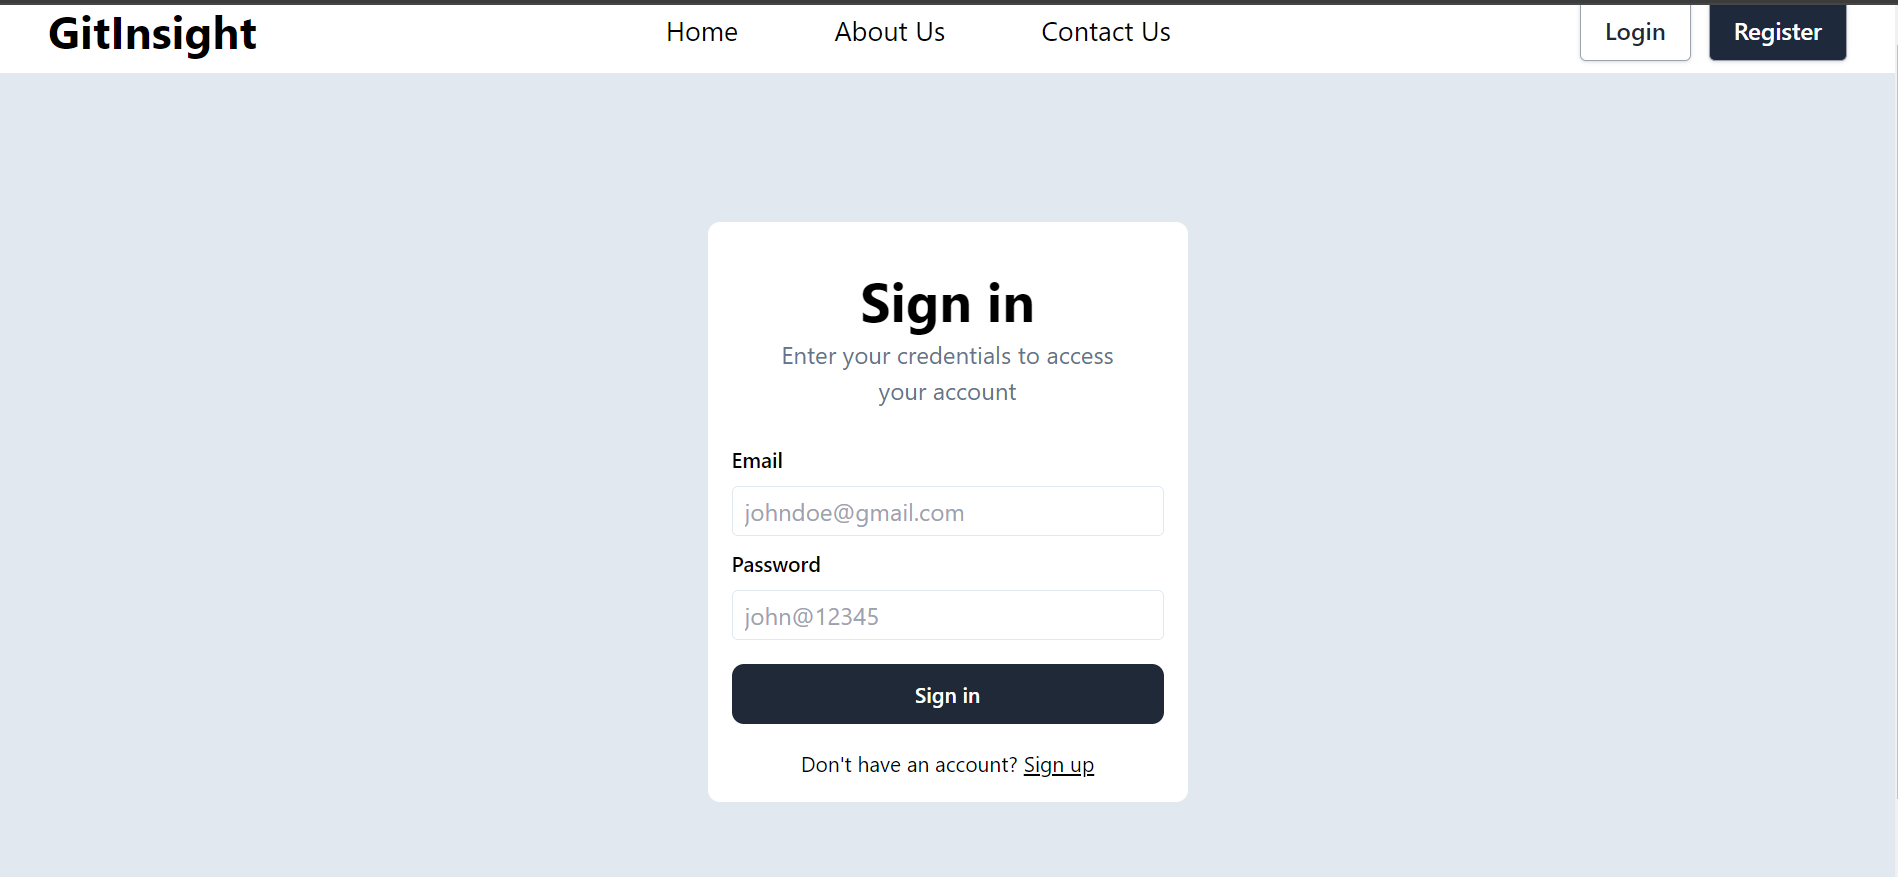 GitInsight
Home
About Us
Contact Us
Login
Register
Sign in
Enter your credentials to access
your account
Email
johndoe@gmail.com
Password
john@12345
Sign in
Don't have an account? Sign up